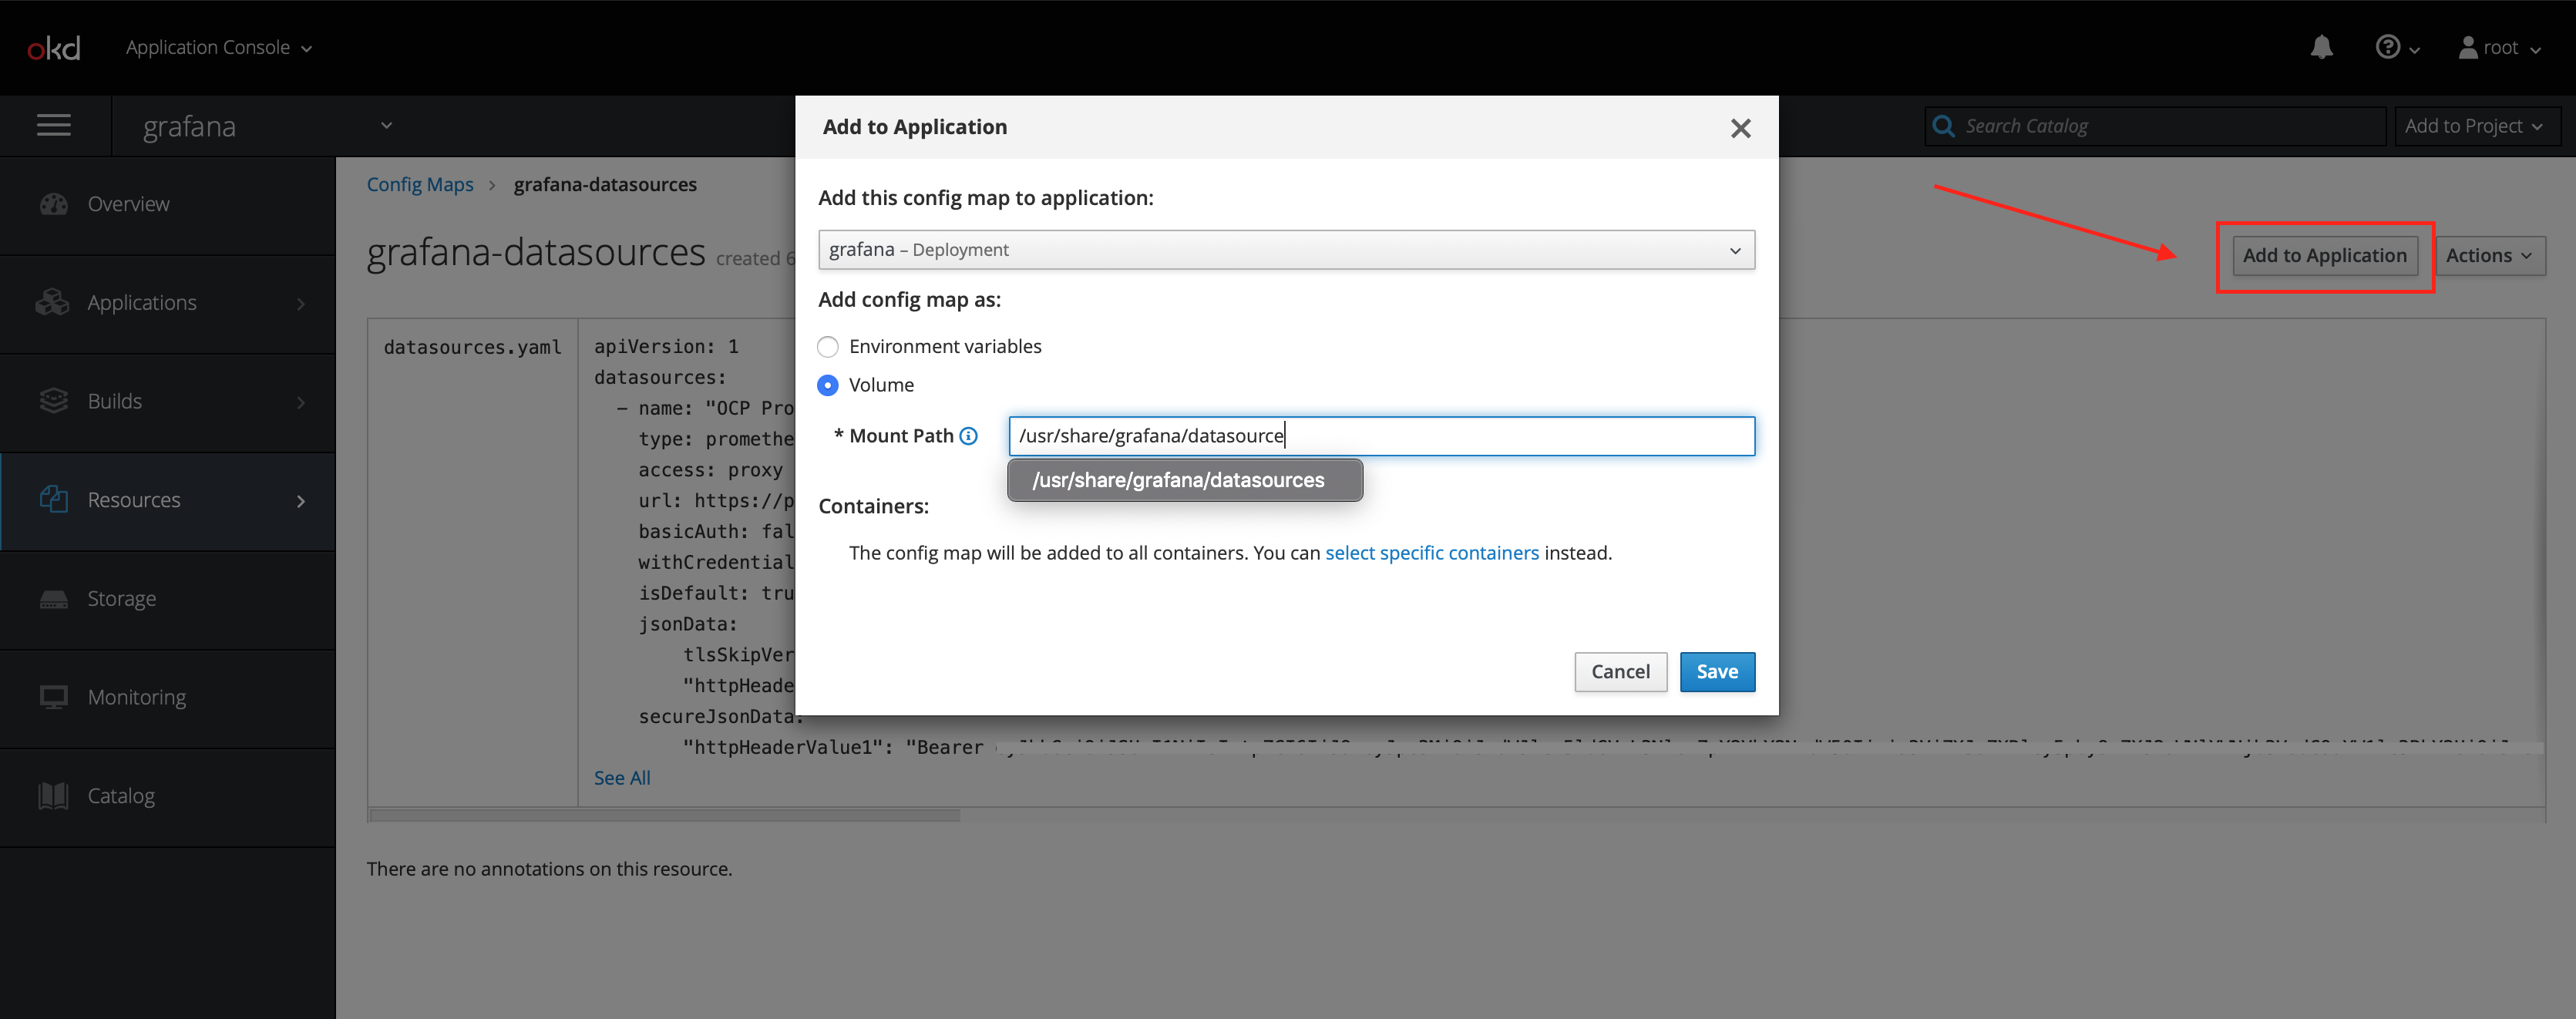 okd
Application Console
root
grafana
Search Catalog
Add to Project
Overview
Applications
Builds
Resources
Storage
Monitoring
Catalog
Config Maps > grafana-datasources
grafana-datasources created 6
Add to Application
Actions
datasources.yaml
apiVersion: 1
datasources:
- name: "OCP Pro
type: promethe
access: proxy
url: https://p
basicAuth: fal
withCredential
isDefault: tru
jsonData:
tlsSkipVer
"httpHeade
secureJsonData:
"httpHeaderValue1": "Bearer
See All
There are no annotations on this resource.
Add to Application
Add this config map to application:
grafana – Deployment
Add config map as:
Environment variables
Volume
* Mount Path
/usr/share/grafana/datasource
/usr/share/grafana/datasources
Containers:
The config map will be added to all containers. You can select specific containers instead.
Cancel
Save